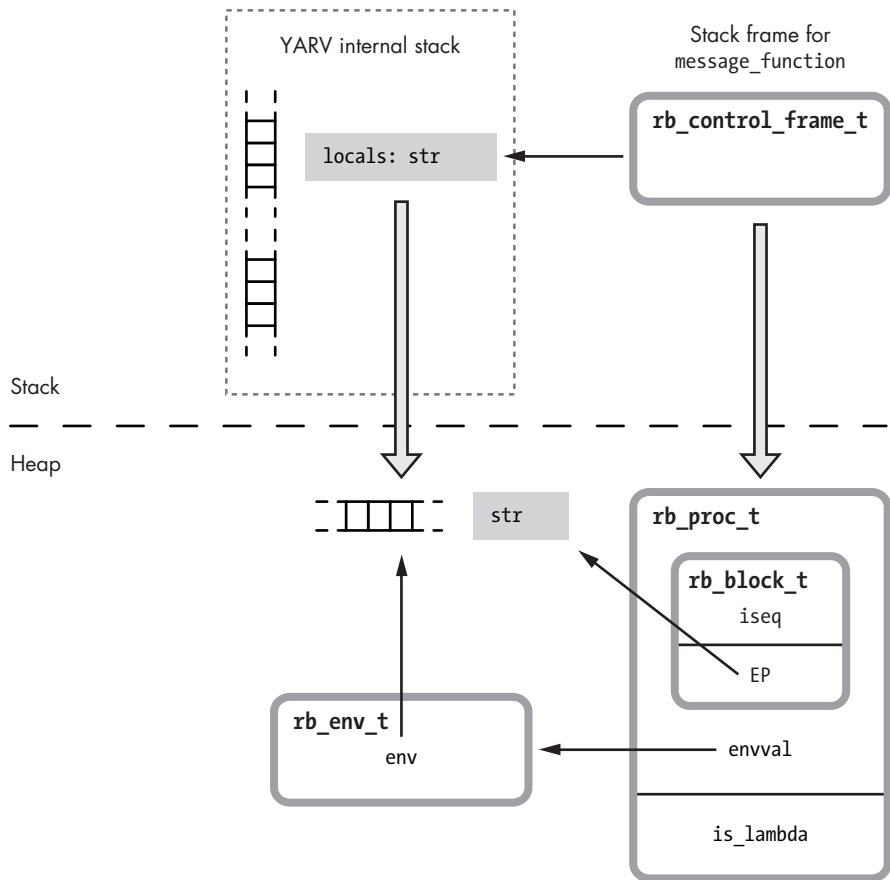 YARV internal stack
Stack frame for
message_function
rb_control_frame_t
locals: str
Stack
Heap
str
rb_proc_t
rb_block_t
iseq
EP
rb_env_t
env
envval
is_lambda